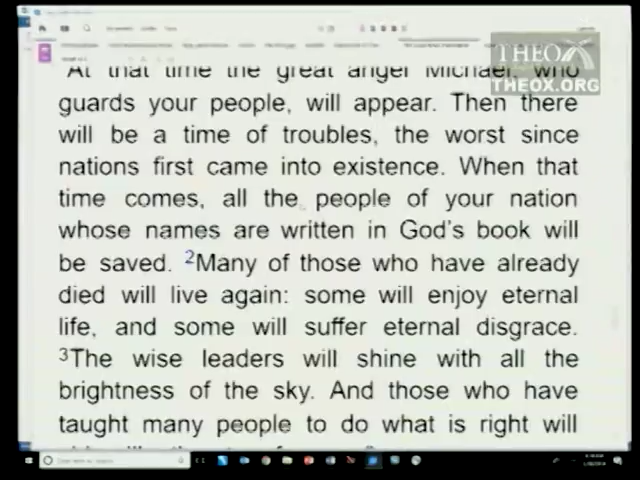 THEOX
THEOX.ORG
"At that time the great angel Michael, who
guards your people, will appear. Then there
will be a time of troubles, the worst since
nations first came into existence. When that
time comes, all the people of your nation
whose names are written in God's book will
be saved. 2Many of those who have already
died will live again: some will enjoy eternal
life, and some will suffer eternal disgrace.
3The wise leaders will shine with all the
brightness of the sky. And those who have
taught many people to do what is right will